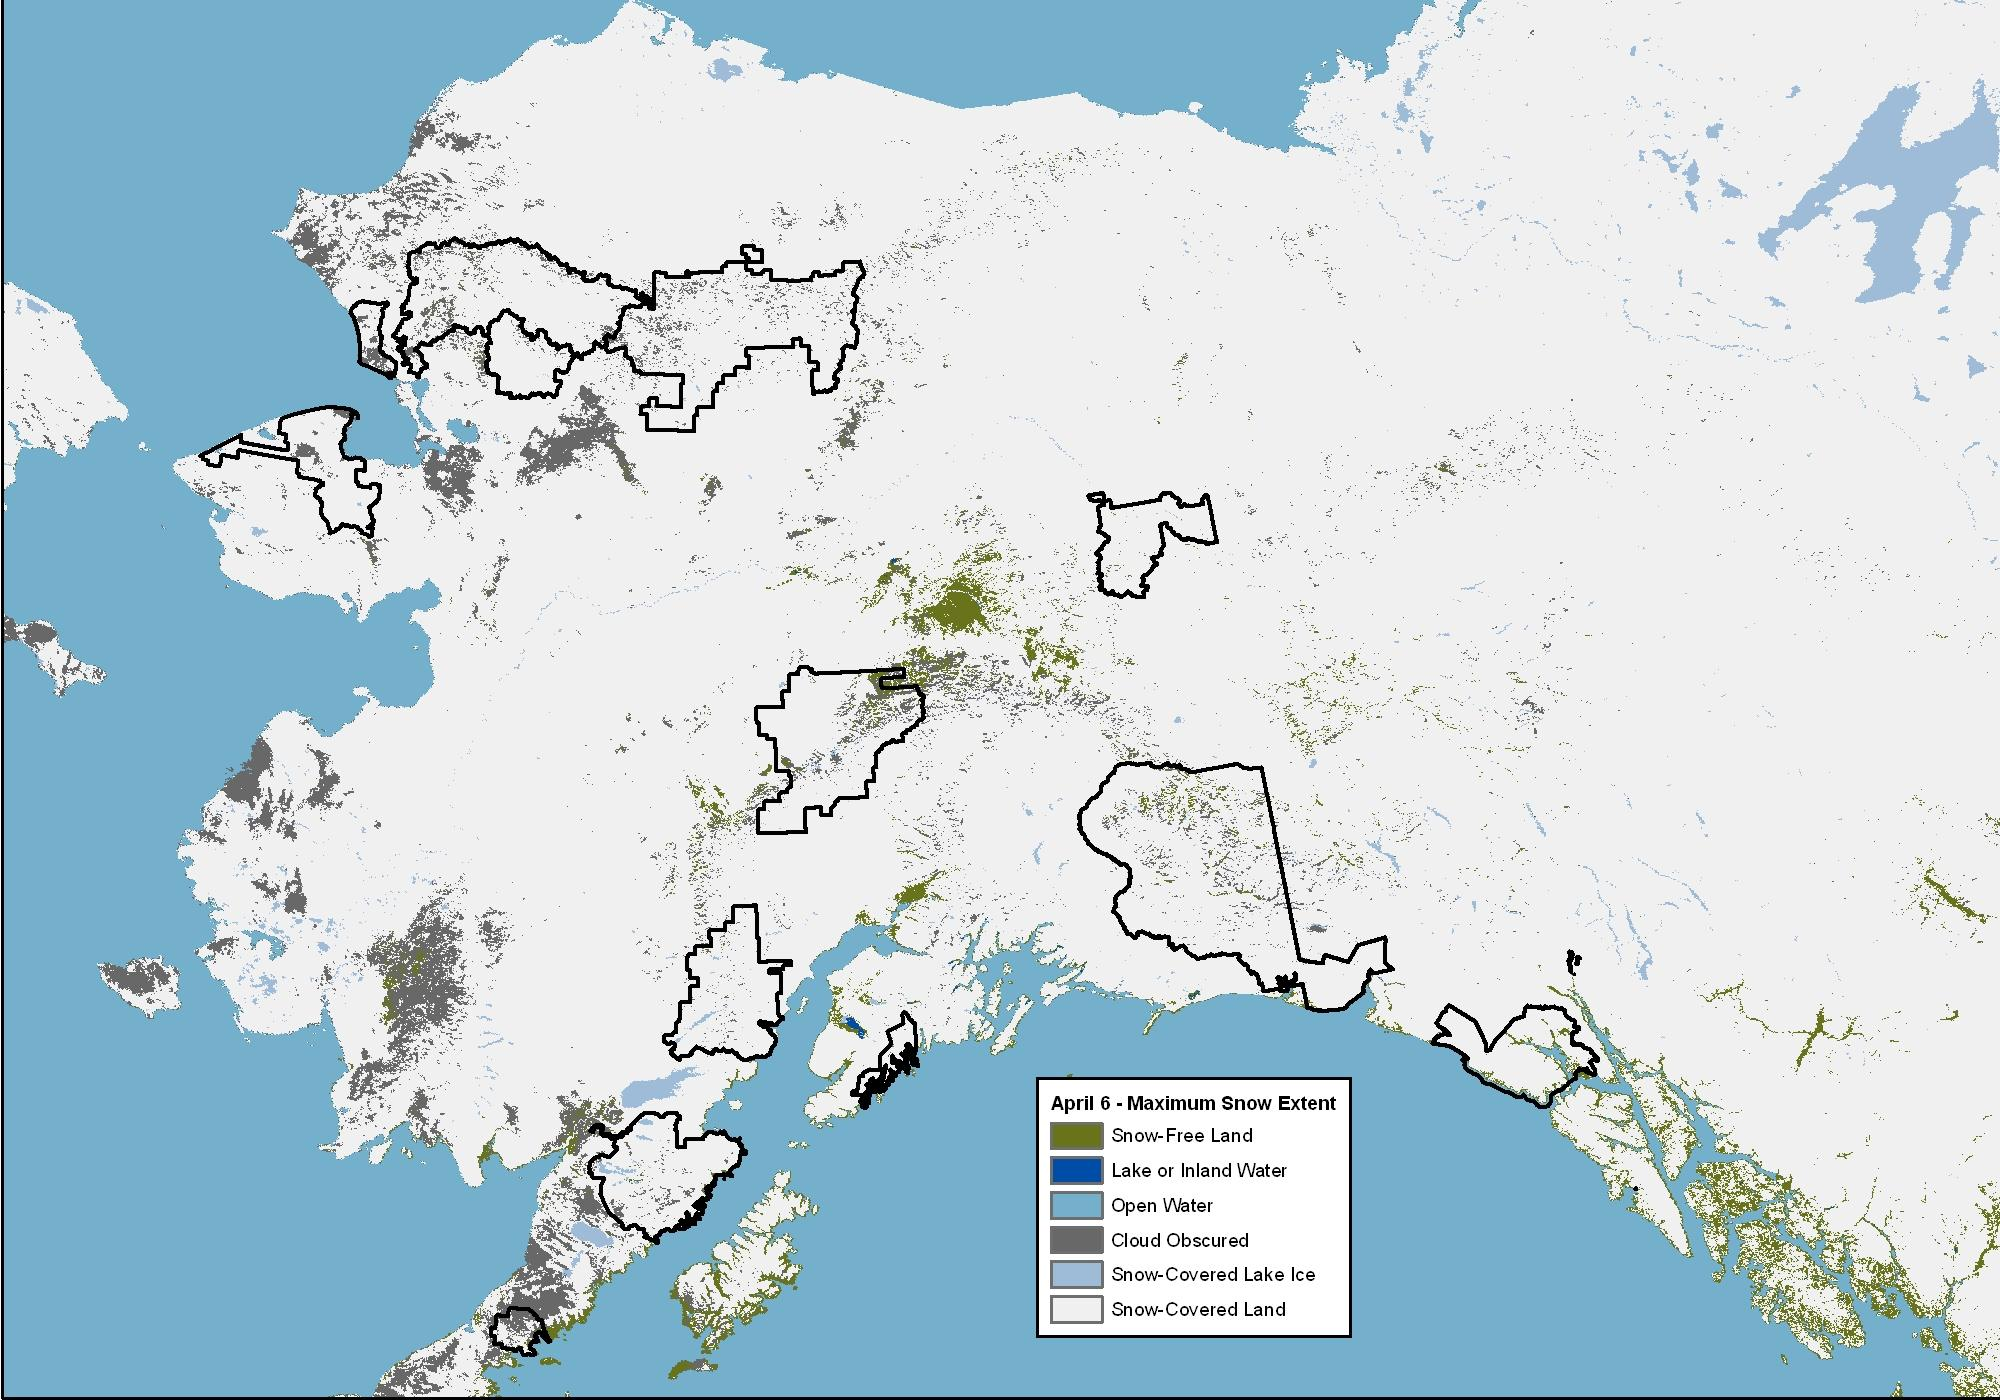 April 6 - Maximum Snow Extent
Snow-Free Land
Lake or Inland Water
Open Water
Cloud Obscured
Snow-Covered Lake Ice
Snow-Covered Land